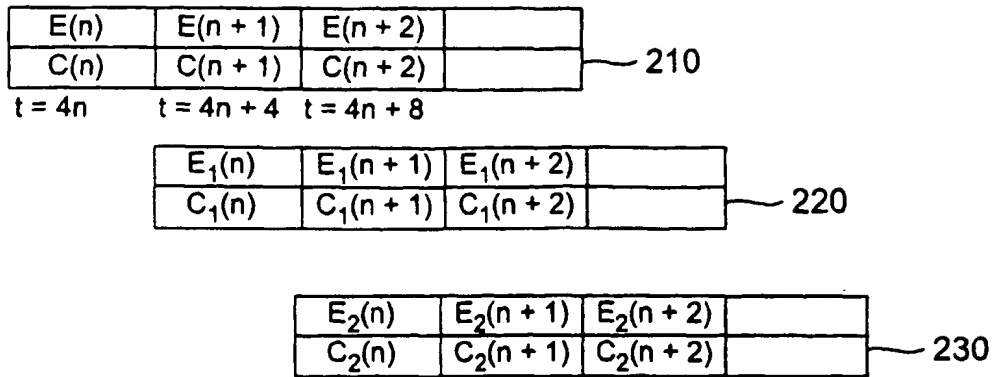 E(n) E(n + 1) E(n + 2)
C(n) C(n + 1) C(n + 2) 210
t = 4n t = 4n + 4 t = 4n + 8
E₁(n) E₁(n + 1) E₁(n + 2)
C₁(n) C₁(n + 1) C₁(n + 2) 220
E₂(n) E₂(n + 1) E₂(n + 2)
C₂(n) C₂(n + 1) C₂(n + 2) 230